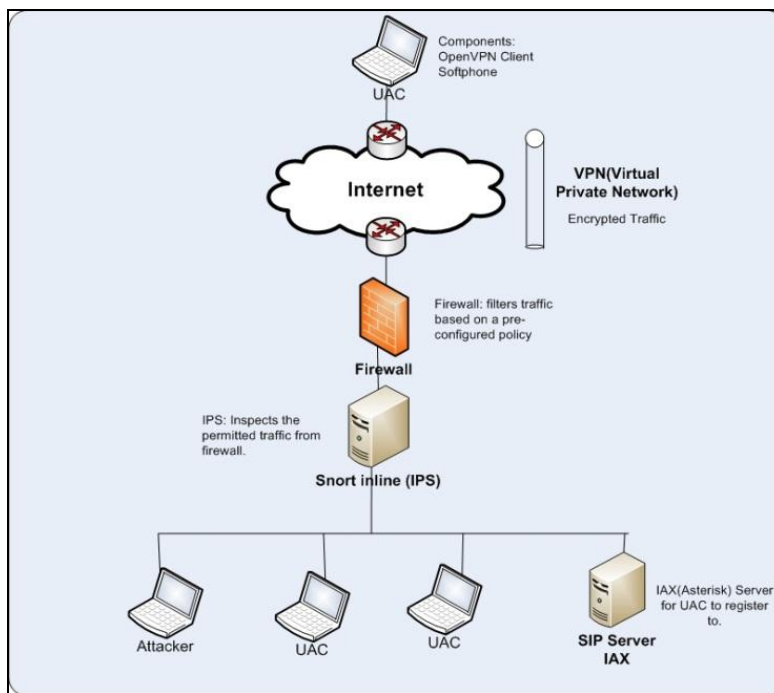 Components:
OpenVPN Client
Softphone
UAC
Internet
VPN(Virtual
Private Network)
Encrypted Traffic
Firewall: filters traffic
based on a pre-
configured policy
Firewall
IPS: Inspects the
permitted traffic from
firewall.
Snort inline (IPS)
Attacker
UAC
UAC
SIP Server
IAX
IAX(Asterisk) Server
for UAC to register
to.